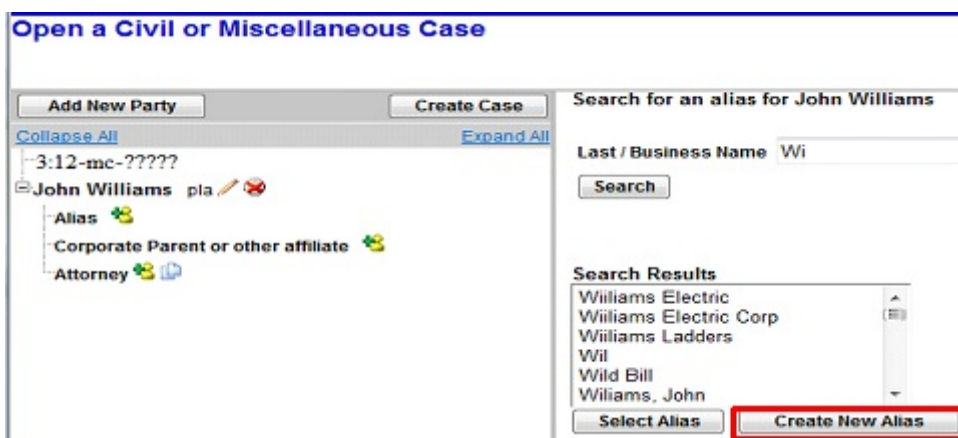 Open a Civil or Miscellaneous Case
Add New Party
Create Case
Collapse All
Expand All
3:12-mc-?????
John Williams pla
Alias
Corporate Parent or other affiliate
Attorney
Search for an alias for John Williams
Last / Business Name Wi
Search
Search Results
Wiiliams Electric
Wiiliams Electric Corp
Wiiliams Ladders
Wil
Wild Bill
Wiliams, John
Select Alias
Create New Alias